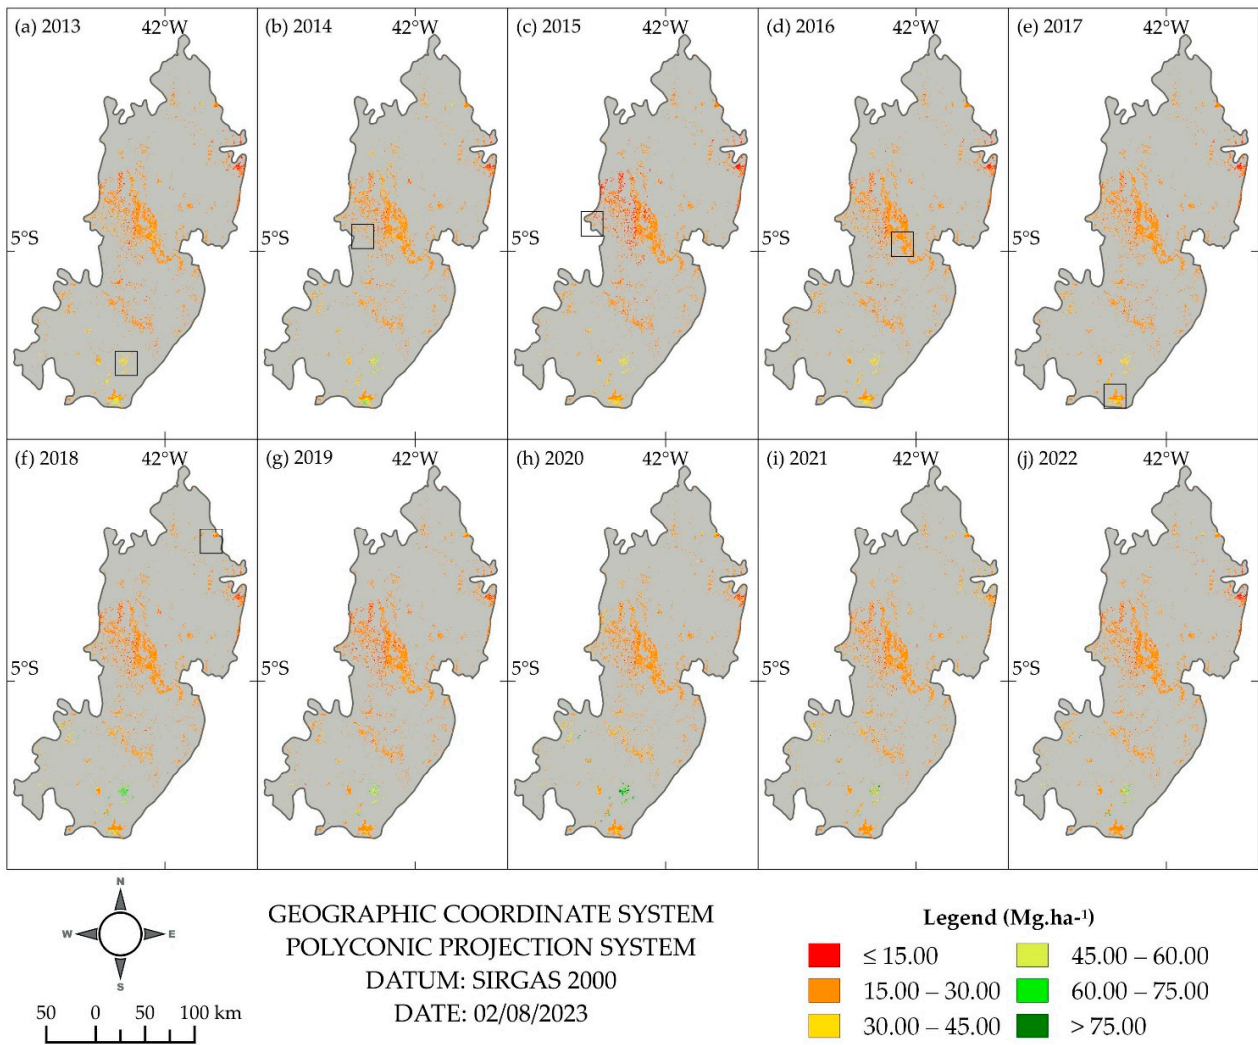 (a) 2013
42°W
(b) 2014
42°W
(c) 2015
42°W
(d) 2016
42°W
(e) 2017
42°W
5°S
5°S
5°S
5°S
5°S
(f) 2018
42°W
(g) 2019
42°W
(h) 2020
42°W
(i) 2021
42°W
(j) 2022
42°W
5°S
5°S
5°S
5°S
5°S
N
W
E
S
50 0 50 100 km
GEOGRAPHIC COORDINATE SYSTEM
POLYCONIC PROJECTION SYSTEM
DATUM: SIRGAS 2000
DATE: 02/08/2023
Legend (Mg.ha-¹)
≤ 15.00
15.00 – 30.00
30.00 – 45.00
45.00 – 60.00
60.00 – 75.00
> 75.00